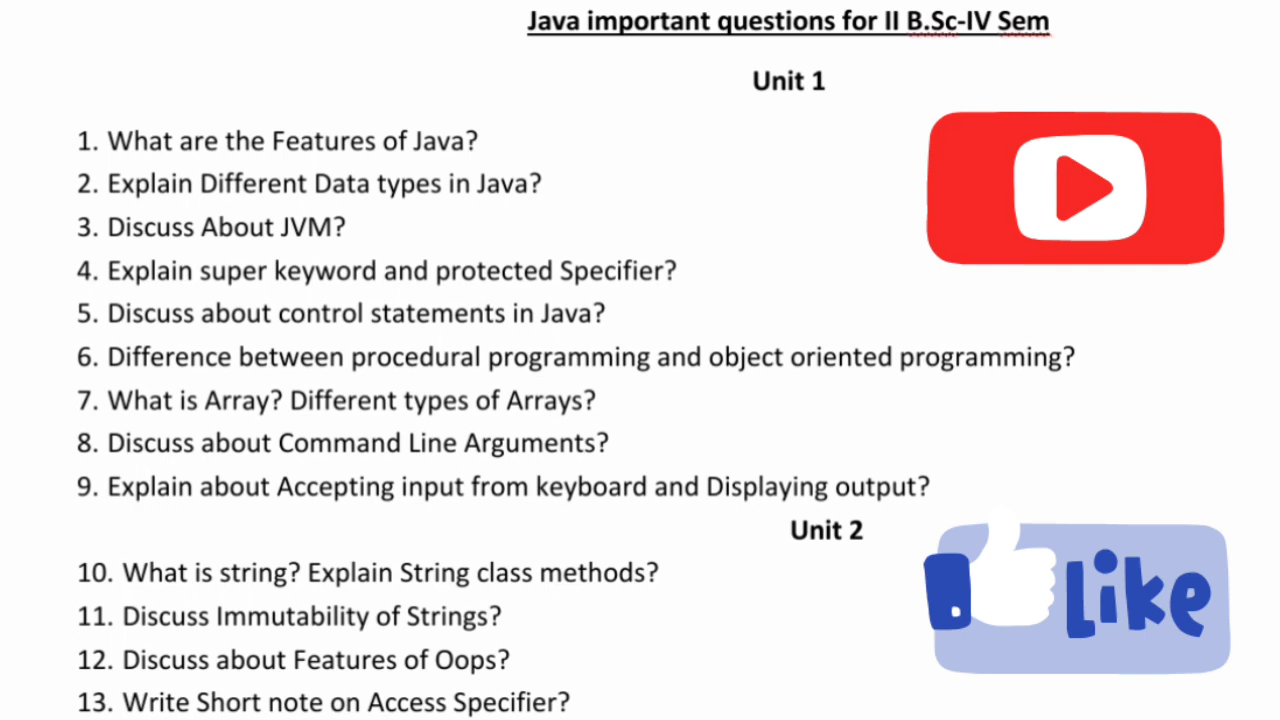 Java important questions for II B.Sc-IV Sem
Unit 1
1. What are the Features of Java?
2. Explain Different Data types in Java?
3. Discuss About JVM?
4. Explain super keyword and protected Specifier?
5. Discuss about control statements in Java?
6. Difference between procedural programming and object oriented programming?
7. What is Array? Different types of Arrays?
8. Discuss about Command Line Arguments?
9. Explain about Accepting input from keyboard and Displaying output?
Unit 2
10. What is string? Explain String class methods?
11. Discuss Immutability of Strings?
Like
12. Discuss about Features of Oops?
13. Write Short note on Access Specifier?